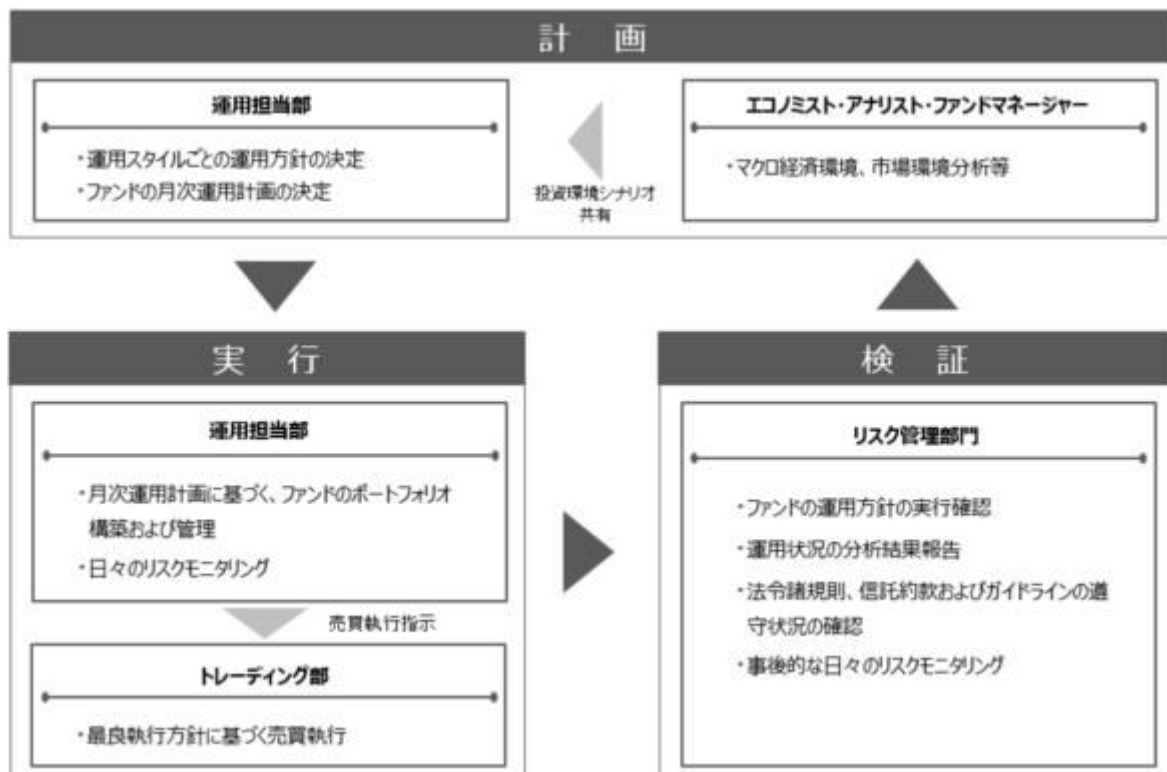 計　画
運用担当部
・運用スタイルごとの運用方針の決定
・ファンドの月次運用計画の決定
投資環境シナリオ
共有
エコノミスト・アナリスト・ファンドマネージャー
・マクロ経済環境、市場環境分析等
実　行
運用担当部
・月次運用計画に基づく、ファンドのポートフォリオ
構築および管理
・日々のリスクモニタリング
売買執行指示
トレーディング部
・最良執行方針に基づく売買執行
検　証
リスク管理部門
・ファンドの運用方針の実行確認
・運用状況の分析結果報告
・法令諸規則、信託約款およびガイドラインの遵
守状況の確認
・事後的な日々のリスクモニタリング